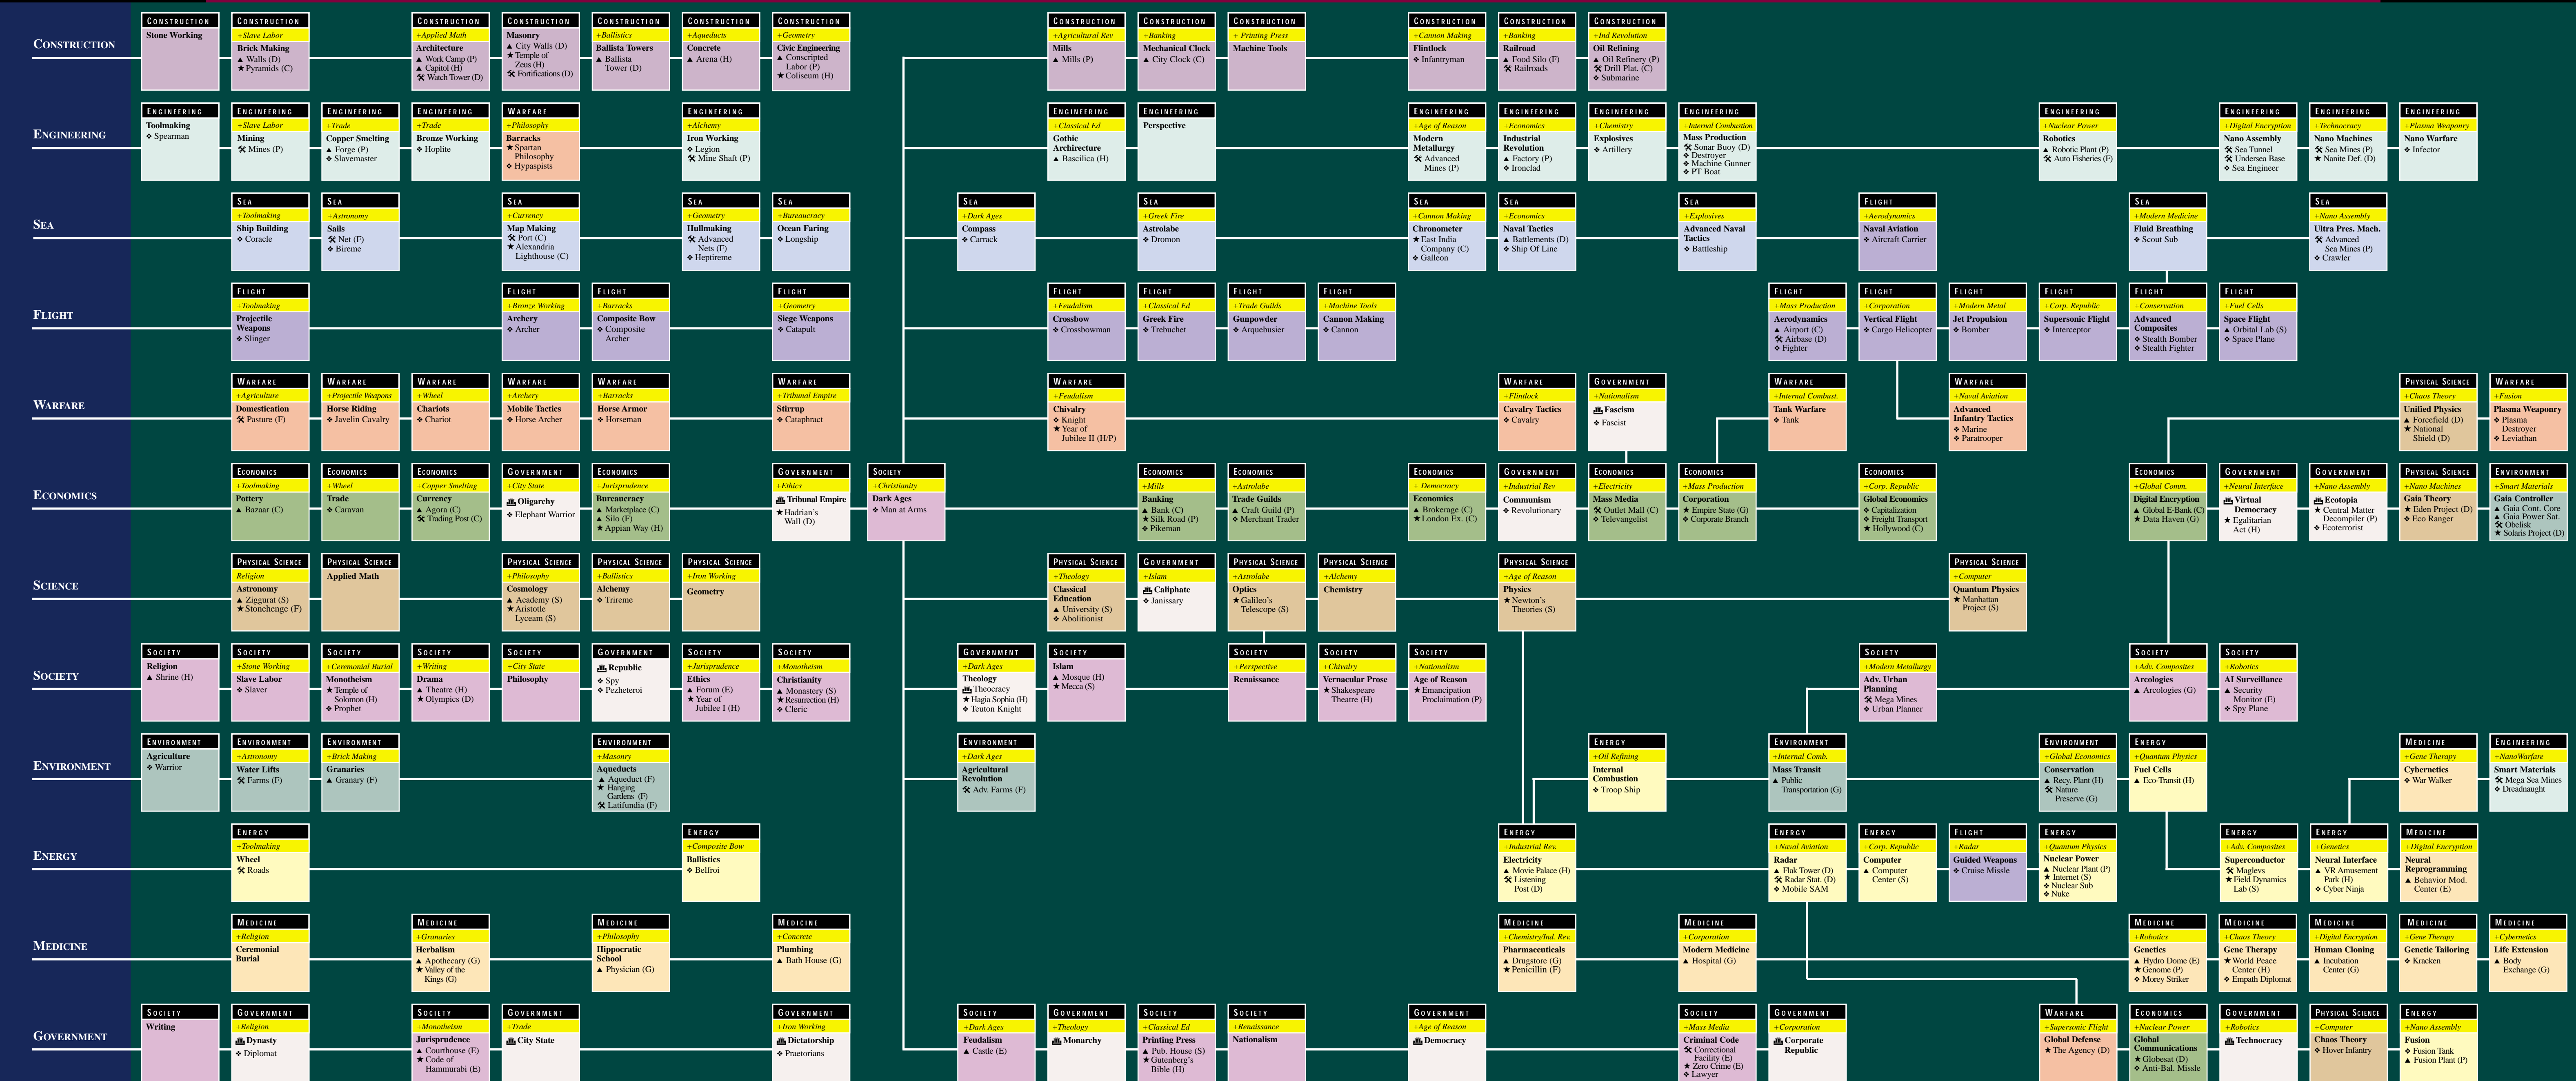 CONSTRUCTION
CONSTRUCTION
Stone Working
CONSTRUCTION
+Slave Labor
Brick Making
Walls (D)
Pyramids (C)
CONSTRUCTION
+Applied Math
Architecture
Work Camp (P)
Capitol (H)
Watch Tower (D)
CONSTRUCTION
Masonry
City Walls (D)
Temple of
Zeus (H)
Fortifications (D)
CONSTRUCTION
+Ballistics
Ballista Towers
Ballista
Tower (D)
CONSTRUCTION
+Aqueducts
Concrete
Arena (H)
CONSTRUCTION
+Geometry
Civic Engineering
Conscripted
Labor (P)
Coliseum (H)
CONSTRUCTION
+Agricultural Rev
Mills
Mills (P)
CONSTRUCTION
+Banking
Mechanical Clock
City Clock (C)
CONSTRUCTION
+ Printing Press
Machine Tools
CONSTRUCTION
+Cannon Making
Flintlock
Infantryman
CONSTRUCTION
+Banking
Railroad
Food Silo (F)
Railroads
CONSTRUCTION
+Ind Revolution
Oil Refining
Oil Refinery (P)
Drill Plat. (C)
Submarine
ENGINEERING
ENGINEERING
Toolmaking
Spearman
ENGINEERING
+Slave Labor
Mining
Mines (P)
ENGINEERING
+Trade
Copper Smelting
Forge (P)
Slavemaster
ENGINEERING
+Trade
Bronze Working
Hoplite
WARFARE
+Philosophy
Barracks
Spartan
Philosophy
Hypaspists
ENGINEERING
+Alchemy
Iron Working
Legion
Mine Shaft (P)
ENGINEERING
+Classical Ed
Gothic
Archirecture
Bascilica (H)
ENGINEERING
Perspective
ENGINEERING
+Age of Reason
Modern
Metallurgy
Advanced
Mines (P)
ENGINEERING
+Economics
Industrial
Revolution
Factory (P)
Ironclad
ENGINEERING
+Chemistry
Explosives
Artillery
ENGINEERING
+Internal Combustion
Mass Production
Sonar Buoy (D)
Destroyer
Machine Gunner
PT Boat
ENGINEERING
+Nuclear Power
Robotics
Robotic Plant (P)
Auto Fisheries (F)
ENGINEERING
+Digital Encryption
Nano Assembly
Sea Tunnel
Undersea Base
Sea Engineer
ENGINEERING
+Technocracy
Nano Machines
Sea Mines (P)
Nanite Def. (D)
ENGINEERING
+Plasma Weaponry
Nano Warfare
Infector
SEA
SEA
+Toolmaking
Ship Building
Coracle
SEA
+Astronomy
Sails
Net (F)
Bireme
SEA
+Currency
Map Making
Port (C)
Alexandria
Lighthouse (C)
SEA
+Geometry
Hullmaking
Advanced
Nets (F)
Heptireme
SEA
+Bureaucracy
Ocean Faring
Longship
SEA
+Dark Ages
Compass
Carrack
SEA
+Greek Fire
Astrolabe
Dromon
SEA
+Cannon Making
Chronometer
East India
Company (C)
Galleon
SEA
+Economics
Naval Tactics
Battlements (D)
Ship Of Line
SEA
+Explosives
Advanced Naval
Tactics
Battleship
FLIGHT
+Aerodynamics
Naval Aviation
Aircraft Carrier
SEA
+Modern Medicine
Fluid Breathing
Scout Sub
SEA
+Nano Assembly
Ultra Pres. Mach.
Advanced
Sea Mines (P)
Crawler
FLIGHT
FLIGHT
+Toolmaking
Projectile
Weapons
Slinger
FLIGHT
+Bronze Working
Archery
Archer
FLIGHT
+Barracks
Composite Bow
Composite
Archer
FLIGHT
+Geometry
Siege Weapons
Catapult
FLIGHT
+Feudalism
Crossbow
Crossbowman
FLIGHT
+Classical Ed
Greek Fire
Trebuchet
FLIGHT
+Trade Guilds
Gunpowder
Arquebusier
FLIGHT
+Machine Tools
Cannon Making
Cannon
FLIGHT
+Mass Production
Aerodynamics
Airport (C)
Airbase (D)
Fighter
FLIGHT
+Corporation
Vertical Flight
Cargo Helicopter
FLIGHT
+Modern Metal
Jet Propulsion
Bomber
FLIGHT
+Corp. Republic
Supersonic Flight
Interceptor
FLIGHT
+Conservation
Advanced
Composites
Stealth Bomber
Stealth Fighter
FLIGHT
+Fuel Cells
Space Flight
Orbital Lab (S)
Space Plane
WARFARE
WARFARE
+Agriculture
Domestication
Pasture (F)
WARFARE
+Projectile Weapons
Horse Riding
Javelin Cavalry
WARFARE
+Wheel
Chariots
Chariot
WARFARE
+Archery
Mobile Tactics
Horse Archer
WARFARE
+Barracks
Horse Armor
Horseman
WARFARE
+Tribunal Empire
Stirrup
Cataphract
WARFARE
+Feudalism
Chivalry
Knight
Year of
Jubilee II (H/P)
WARFARE
+Flintlock
Cavalry Tactics
Cavalry
GOVERNMENT
+Nationalism
Fascism
Fascist
WARFARE
+Internal Combust.
Tank Warfare
Tank
WARFARE
+Naval Aviation
Advanced
Infantry Tactics
Marine
Paratrooper
PHYSICAL SCIENCE
+Chaos Theory
Unified Physics
Forcefield (D)
National
Shield (D)
WARFARE
+Fusion
Plasma Weaponry
Plasma
Destroyer
Leviathan
ECONOMICS
ECONOMICS
+Toolmaking
Pottery
Bazaar (C)
ECONOMICS
+Wheel
Trade
Caravan
ECONOMICS
+Copper Smelting
Currency
Agora (C)
Trading Post (C)
GOVERNMENT
+City State
Oligarchy
Elephant Warrior
ECONOMICS
+Jurisprudence
Bureaucracy
Marketplace (C)
Silo (F)
Appian Way (H)
GOVERNMENT
+Ethics
Tribunal Empire
Hadrian's
Wall (D)
SOCIETY
+Christianity
Dark Ages
Man at Arms
ECONOMICS
+Mills
Banking
Bank (C)
Silk Road (P)
Pikeman
ECONOMICS
+Astrolabe
Trade Guilds
Craft Guild (P)
Merchant Trader
ECONOMICS
+ Democracy
Economics
Brokerage (C)
London Ex. (C)
GOVERNMENT
+Industrial Rev
Communism
Revolutionary
ECONOMICS
+Electricity
Mass Media
Outlet Mall (C)
Televangelist
ECONOMICS
+Mass Production
Corporation
Empire State (G)
Corporate Branch
ECONOMICS
+Corp. Republic
Global Economics
Capitalization
Freight Transport
Hollywood (C)
ECONOMICS
+Global Comm.
Digital Encryption
Global E-Bank (C)
Data Haven (G)
GOVERNMENT
+Neural Interface
Virtual
Democracy
Egalitarian
Act (H)
GOVERNMENT
+Nano Assembly
Ecotopia
Central Matter
Decompiler (P)
Ecoterrorist
PHYSICAL SCIENCE
+Nano Machines
Gaia Theory
Eden Project (D)
Eco Ranger
ENVIRONMENT
+Smart Materials
Gaia Controller
Gaia Cont. Core
Gaia Power Sat.
Obelisk
Solaris Project (D)
SCIENCE
PHYSICAL SCIENCE
Religion
Astronomy
Ziggurat (S)
Stonehenge (F)
PHYSICAL SCIENCE
Applied Math
PHYSICAL SCIENCE
+Philosophy
Cosmology
Academy (S)
Aristotle
Lyceam (S)
PHYSICAL SCIENCE
+Ballistics
Alchemy
Trireme
PHYSICAL SCIENCE
+Iron Working
Geometry
PHYSICAL SCIENCE
+Theology
Classical
Education
University (S)
Abolitionist
GOVERNMENT
+Islam
Caliphate
Janissary
PHYSICAL SCIENCE
+Astrolabe
Optics
Galileo's
Telescope (S)
PHYSICAL SCIENCE
+Alchemy
Chemistry
PHYSICAL SCIENCE
+Age of Reason
Physics
Newton's
Theories (S)
PHYSICAL SCIENCE
+Computer
Quantum Physics
Manhattan
Project (S)
SOCIETY
SOCIETY
Religion
Shrine (H)
SOCIETY
+Stone Working
Slave Labor
Slaver
SOCIETY
+Ceremonial Burial
Monotheism
Temple of
Solomon (H)
Prophet
SOCIETY
+Writing
Drama
Theatre (H)
Olympics (D)
SOCIETY
+City State
Philosophy
GOVERNMENT
Republic
Spy
Pezheteroi
SOCIETY
+Jurisprudence
Ethics
Forum (E)
Year of
Jubilee I (H)
SOCIETY
+Monotheism
Christianity
Monastery (S)
Resurrection (H)
Cleric
GOVERNMENT
+Dark Ages
Theology
Theocracy
Hagia Sophia (H)
Teuton Knight
SOCIETY
Islam
Mosque (H)
Mecca (S)
SOCIETY
+Perspective
Renaissance
SOCIETY
+Chivalry
Vernacular Prose
Shakespeare
Theatre (H)
SOCIETY
+Nationalism
Age of Reason
Emancipation
Proclaimation (P)
SOCIETY
+Modern Metallurgy
Adv. Urban
Planning
Mega Mines
Urban Planner
SOCIETY
+Adv. Composites
Arcologies
Arcologies (G)
SOCIETY
+Robotics
AI Surveillance
Security
Monitor (E)
Spy Plane
ENVIRONMENT
ENVIRONMENT
Agriculture
Warrior
ENVIRONMENT
+Astronomy
Water Lifts
Farms (F)
ENVIRONMENT
+Brick Making
Granaries
Granary (F)
ENVIRONMENT
+Masonry
Aqueducts
Aqueduct (F)
Hanging
Gardens (F)
Latifundia (F)
ENVIRONMENT
+Dark Ages
Agricultural
Revolution
Adv. Farms (F)
ENERGY
+Oil Refining
Internal
Combustion
Troop Ship
ENVIRONMENT
+Internal Comb.
Mass Transit
Public
Transportation (G)
ENVIRONMENT
+Global Economics
Conservation
Recy. Plant (H)
Nature
Preserve (G)
ENERGY
+Quantum Physics
Fuel Cells
Eco-Transit (H)
MEDICINE
+Gene Therapy
Cybernetics
War Walker
ENGINEERING
+NanoWarfare
Smart Materials
Mega Sea Mines
Dreadnaught
ENERGY
ENERGY
+Toolmaking
Wheel
Roads
ENERGY
+Composite Bow
Ballistics
Belfroi
ENERGY
+Industrial Rev.
Electricity
Movie Palace (H)
Listening
Post (D)
ENERGY
+Naval Aviation
Radar
Flak Tower (D)
Radar Stat. (D)
Mobile SAM
ENERGY
+Corp. Republic
Computer
Computer
Center (S)
FLIGHT
+Radar
Guided Weapons
Cruise Missle
ENERGY
+Quantum Physics
Nuclear Power
Nuclear Plant (P)
Internet (S)
Nuclear Sub
Nuke
ENERGY
+Adv. Composites
Superconductor
Maglevs
Field Dynamics
Lab (S)
ENERGY
+Genetics
Neural Interface
VR Amusement
Park (H)
Cyber Ninja
MEDICINE
+Digital Encryption
Neural
Reprogramming
Behavior Mod.
Center (E)
MEDICINE
MEDICINE
+Religion
Ceremonial
Burial
MEDICINE
+Granaries
Herbalism
Apothecary (G)
Valley of the
Kings (G)
MEDICINE
+Philosophy
Hippocratic
School
Physician (G)
MEDICINE
+Concrete
Plumbing
Bath House (G)
MEDICINE
+Chemistry/Ind. Rev.
Pharmaceuticals
Drugstore (G)
Penicillin (F)
MEDICINE
+Corporation
Modern Medicine
Hospital (G)
MEDICINE
+Robotics
Genetics
Hydro Dome (E)
Genome (P)
Morey Striker
MEDICINE
+Chaos Theory
Gene Therapy
World Peace
Center (H)
Empath Diplomat
MEDICINE
+Digital Encryption
Human Cloning
Incubation
Center (G)
MEDICINE
+Gene Therapy
Genetic Tailoring
Kracken
MEDICINE
+Cybernetics
Life Extension
Body
Exchange (G)
GOVERNMENT
SOCIETY
Writing
GOVERNMENT
+Religion
Dynasty
Diplomat
SOCIETY
+Monotheism
Jurisprudence
Courthouse (E)
Code of
Hammurabi (E)
GOVERNMENT
+Trade
City State
GOVERNMENT
+Iron Working
Dictatorship
Praetorians
SOCIETY
+Dark Ages
Feudalism
Castle (E)
GOVERNMENT
+Theology
Monarchy
SOCIETY
+Classical Ed
Printing Press
Pub. House (S)
Gutenberg's
Bible (H)
SOCIETY
+Renaissance
Nationalism
GOVERNMENT
+Age of Reason
Democracy
SOCIETY
+Mass Media
Criminal Code
Correctional
Facility (E)
Zero Crime (E)
Lawyer
GOVERNMENT
+Corporation
Corporate
Republic
WARFARE
+Supersonic Flight
Global Defense
The Agency (D)
ECONOMICS
+Nuclear Power
Global
Communications
Globesat (D)
Anti-Bal. Missle
GOVERNMENT
+Robotics
Technocracy
PHYSICAL SCIENCE
+Computer
Chaos Theory
Hover Infantry
ENERGY
+Nano Assembly
Fusion
Fusion Tank
Fusion Plant (P)